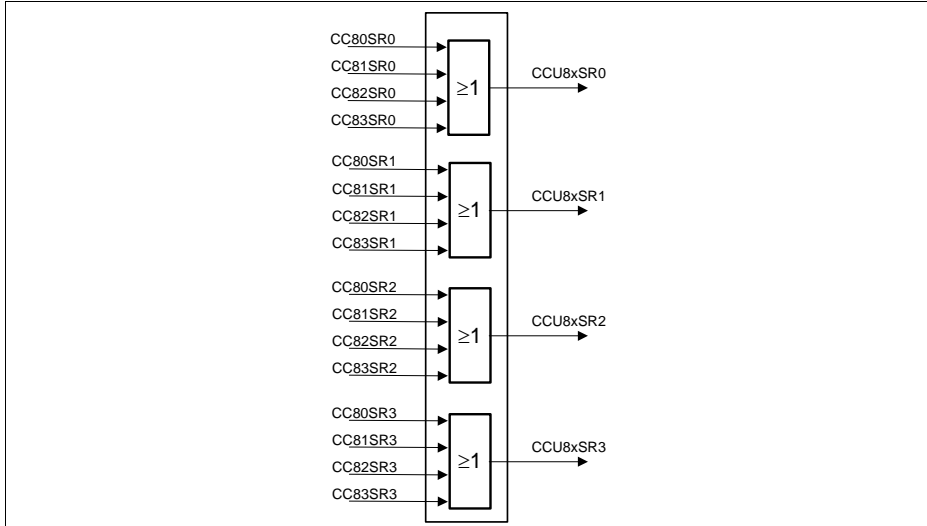 CC80SR0
CC81SR0
CC82SR0
CC83SR0
≥1
CCU8xSR0
CC80SR1
CC81SR1
CC82SR1
CC83SR1
≥1
CCU8xSR1
CC80SR2
CC81SR2
CC82SR2
CC83SR2
≥1
CCU8xSR2
CC80SR3
CC81SR3
CC82SR3
CC83SR3
≥1
CCU8xSR3